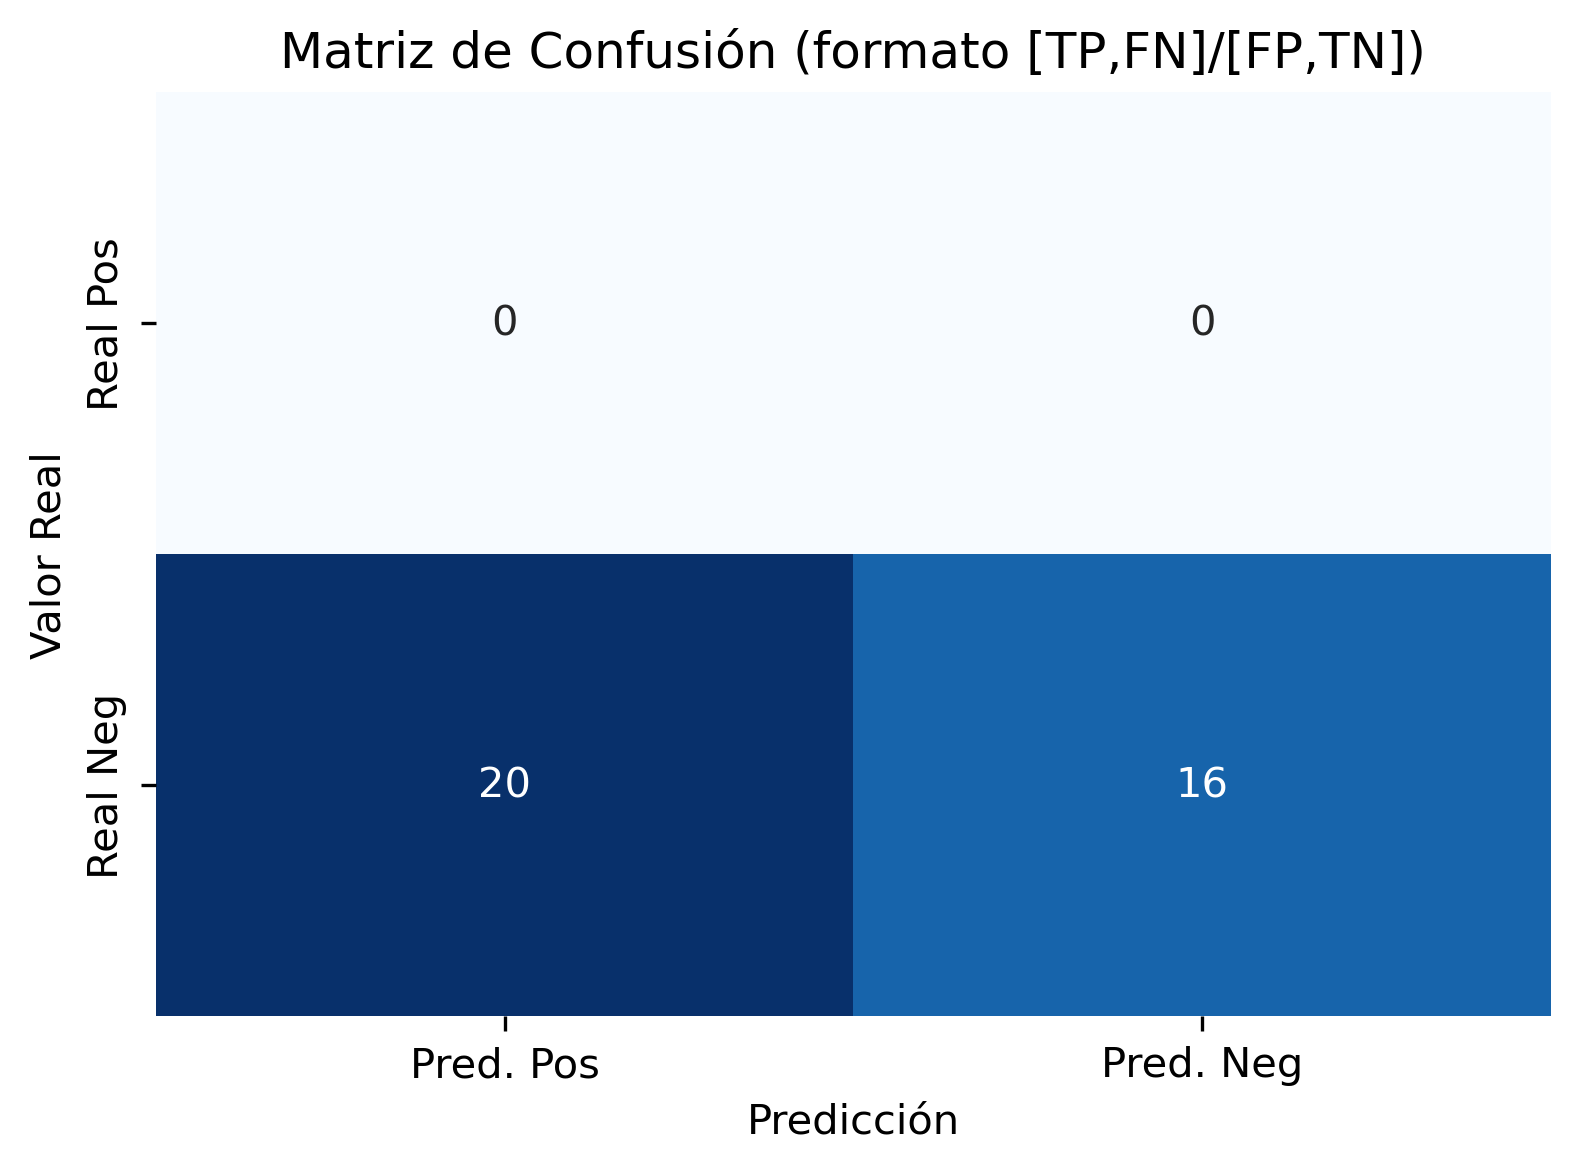 Matriz de Confusión (formato [TP,FN]/[FP,TN])
Valor Real
Real Pos
0 0
Real Neg
20 16
Pred. Pos Pred. Neg
Predicción